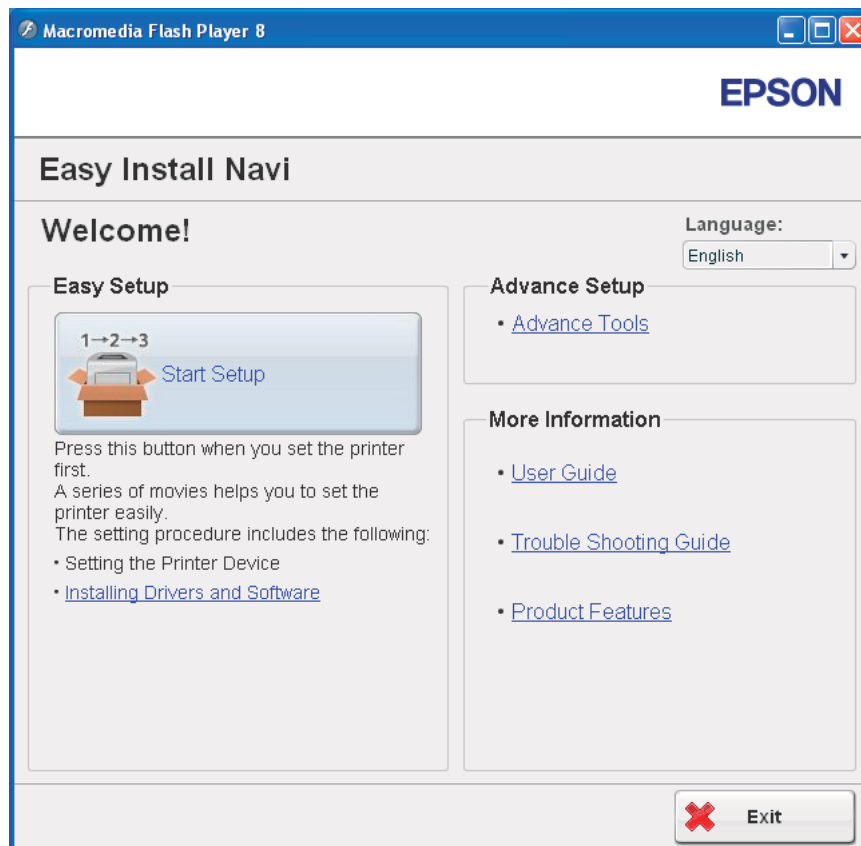 Macromedia Flash Player 8
EPSON
Easy Install Navi
Welcome!
Language:
English
Easy Setup
1→2→3
Start Setup
Press this button when you set the printer
first.
A series of movies helps you to set the
printer easily.
The setting procedure includes the following:
• Setting the Printer Device
• Installing Drivers and Software
Advance Setup
• Advance Tools
More Information
• User Guide
• Trouble Shooting Guide
• Product Features
Exit